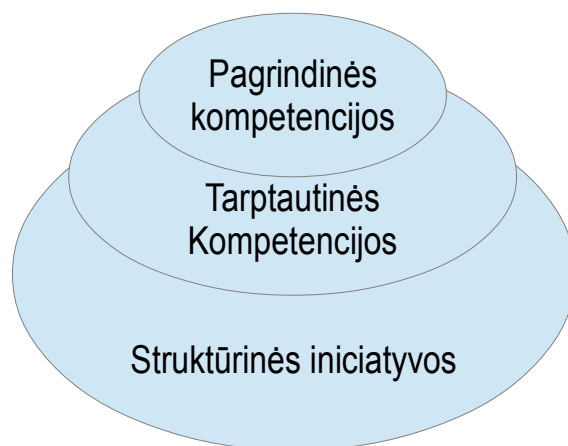 Pagrindinės
kompetencijos
Tarptautinės
Kompetencijos
Struktūrinės iniciatyvos